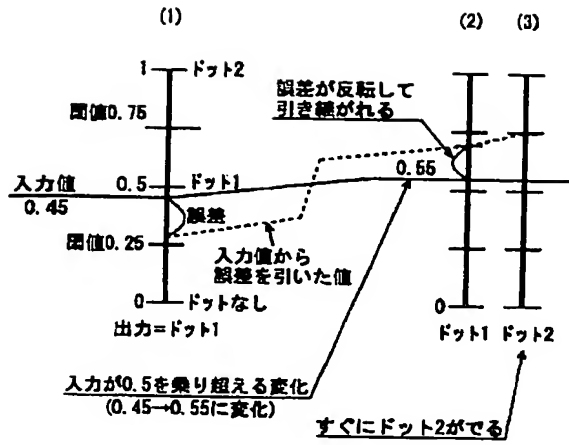 (1)
(2)
(3)
1
ドット2
閾値0.75
誤差が反転して
引き継がれる
入力値
0.45
0.5
ドット1
0.55
誤差
閾値0.25
入力値から
誤差を引いた値
0
ドットなし
0
出力=ドット1
ドット1
ドット2
入力が0.5を乗り超える変化
(0.45→0.55に変化)
すぐにドット2がでる